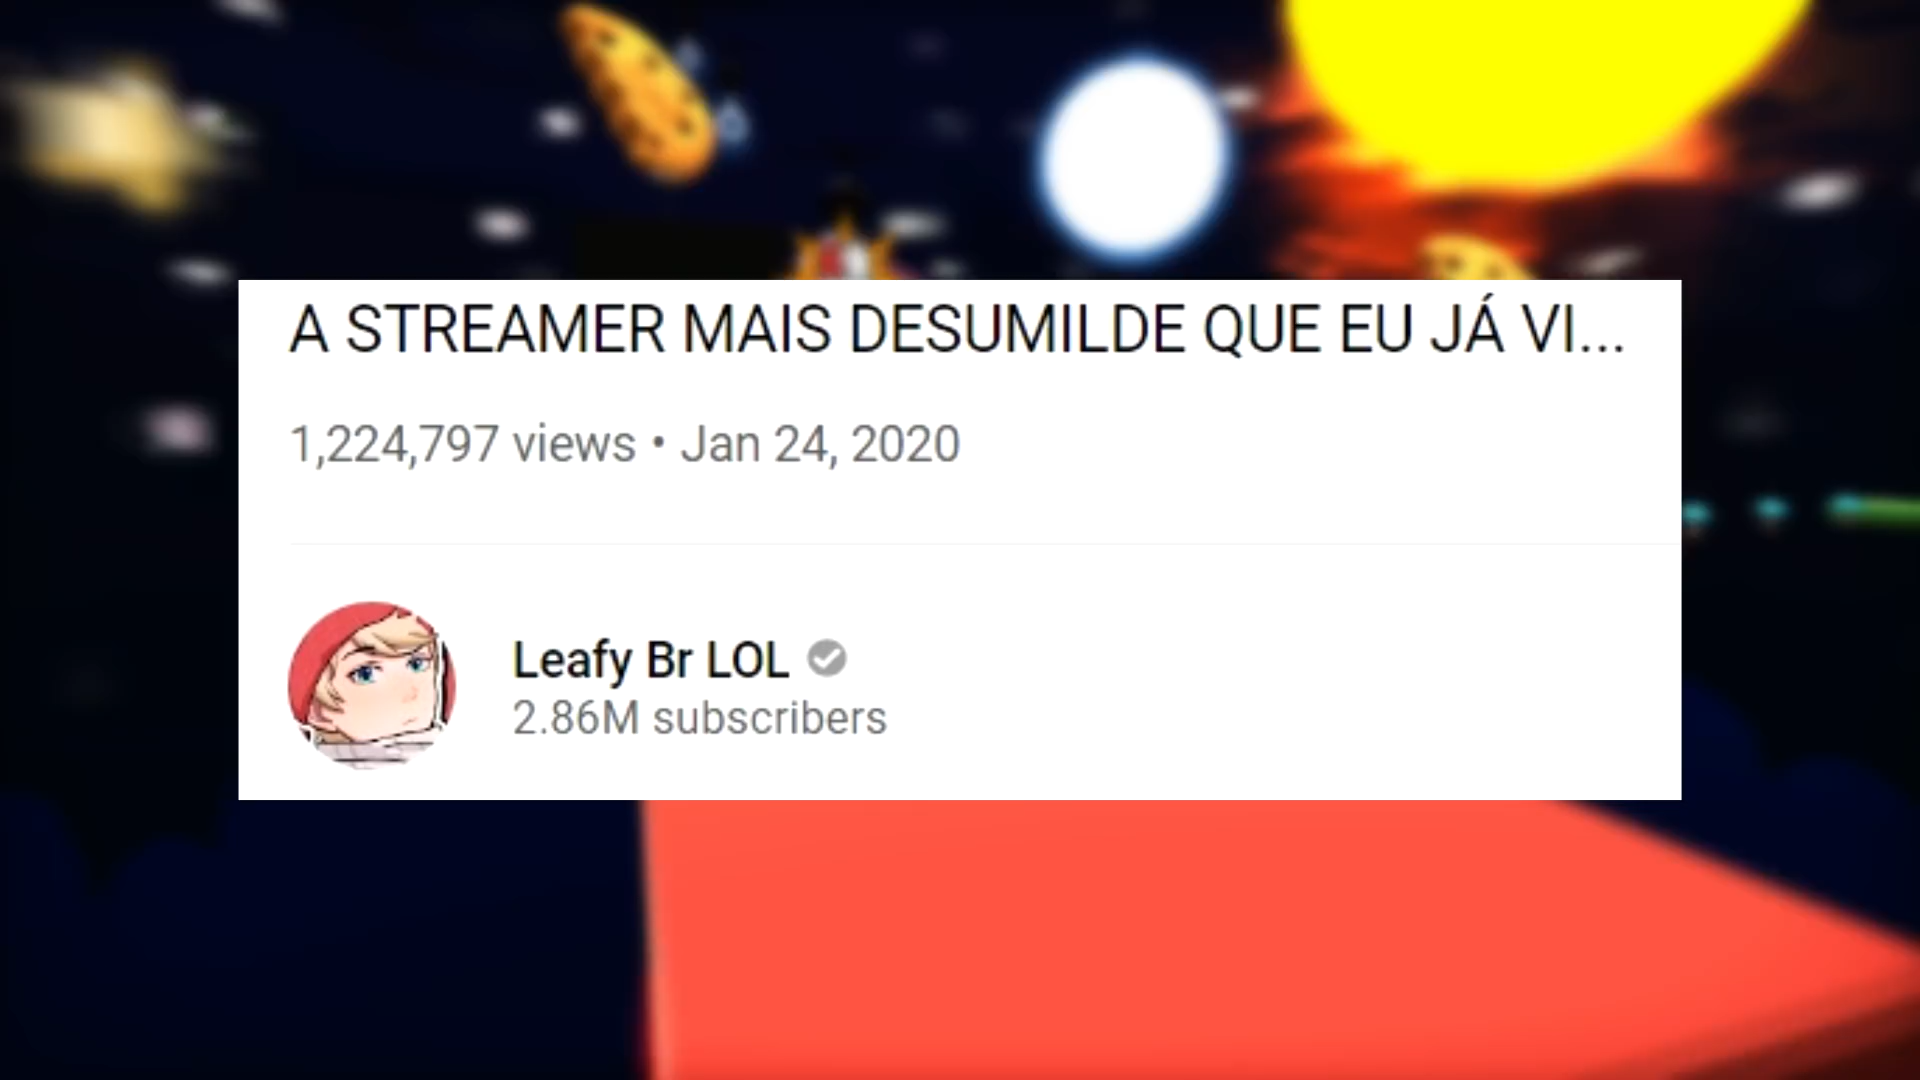 A STREAMER MAIS DESUMILDE QUE EU JÁ VI...
1,224,797 views • Jan 24, 2020
Leafy Br LOL
2.86M subscribers